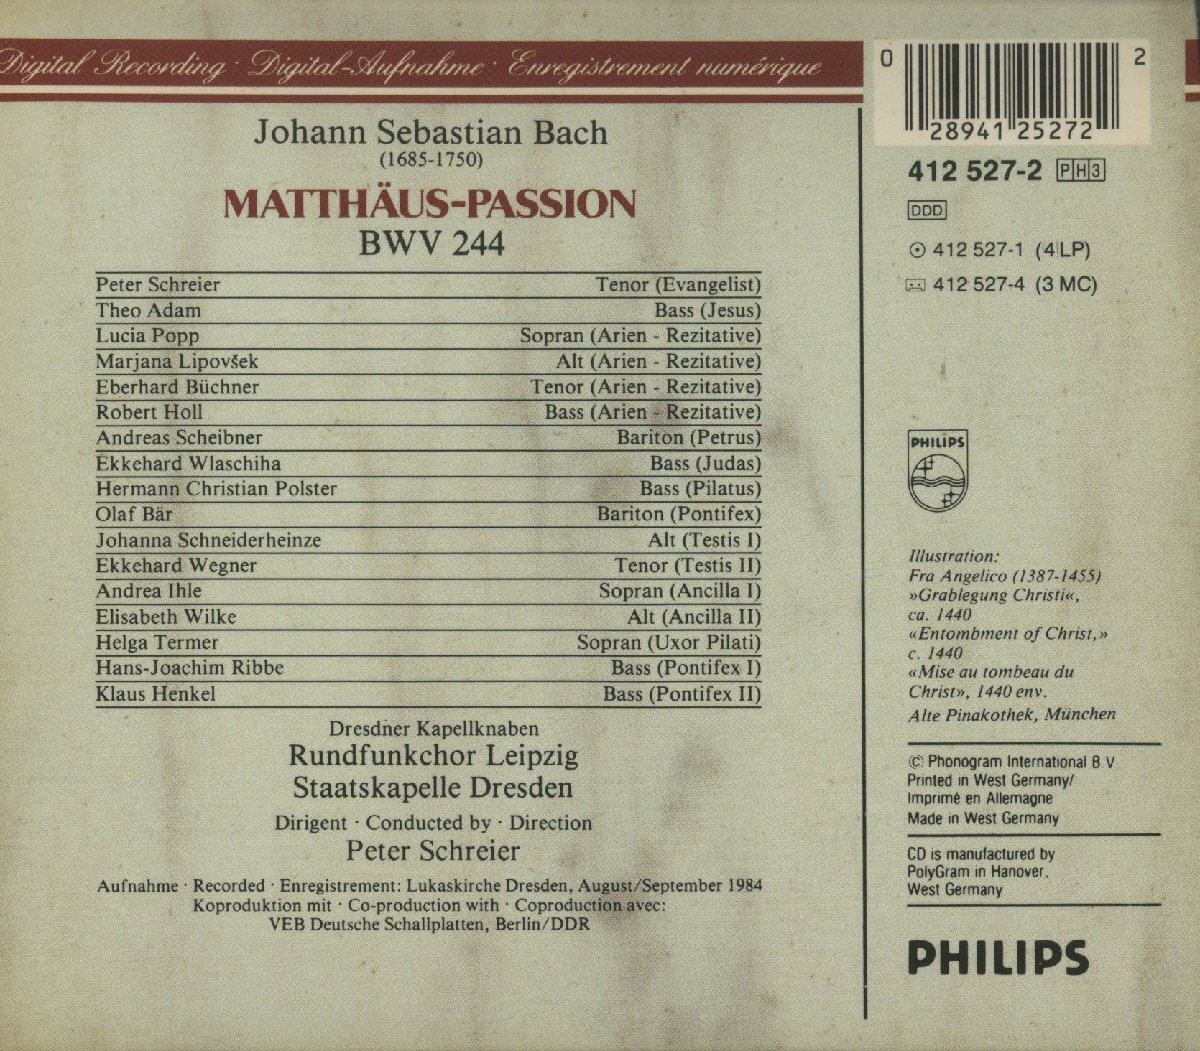 Digital Recording · Digital-Aufnahme · Enregistrement numérique
0 28941 25272 2
412 527-2 PH3
DDD
412 527-1 (4 LP)
412 527-4 (3 MC)
Johann Sebastian Bach
(1685-1750)
MATTHÄUS-PASSION
BWV 244
Peter Schreier Tenor (Evangelist)
Theo Adam Bass (Jesus)
Lucia Popp Sopran (Arien - Rezitative)
Marjana Lipovšek Alt (Arien - Rezitative)
Eberhard Büchner Tenor (Arien - Rezitative)
Robert Holl Bass (Arien - Rezitative)
Andreas Scheibner Bariton (Petrus)
Ekkehard Wlaschiha Bass (Judas)
Hermann Christian Polster Bass (Pilatus)
Olaf Bär Bariton (Pontifex)
Johanna Schneiderheinze Alt (Testis I)
Ekkehard Wegner Tenor (Testis II)
Andrea Ihle Sopran (Ancilla I)
Elisabeth Wilke Alt (Ancilla II)
Helga Termer Sopran (Uxor Pilati)
Hans-Joachim Ribbe Bass (Pontifex I)
Klaus Henkel Bass (Pontifex II)
Dresdner Kapellknaben
Rundfunkchor Leipzig
Staatskapelle Dresden
Dirigent · Conducted by · Direction
Peter Schreier
Aufnahme · Recorded · Enregistrement: Lukaskirche Dresden, August/September 1984
Koproduktion mit · Co-production with · Coproduction avec:
VEB Deutsche Schallplatten, Berlin/DDR
PHILIPS
Illustration:
Fra Angelico (1387-1455)
»Grablegung Christi«,
ca. 1440
«Entombment of Christ,»
c. 1440
«Mise au tombeau du
Christ», 1440 env.
Alte Pinakothek, München
© Phonogram International B V
Printed in West Germany/
Imprimé en Allemagne
Made in West Germany
CD is manufactured by
PolyGram in Hanover,
West Germany
PHILIPS